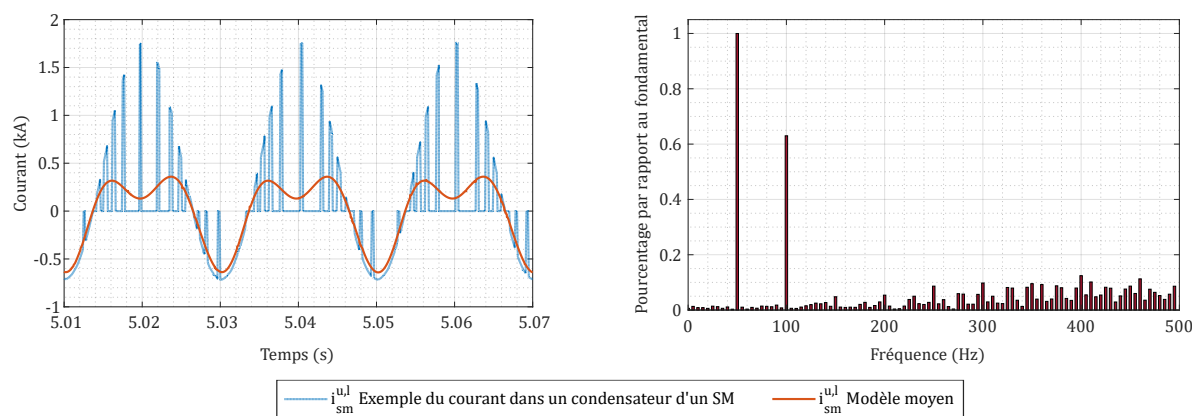 2
1.5
1
0.5
0
-0.5
-1
Courant (kA)
5.01 5.02 5.03 5.04 5.05 5.06 5.07
Temps (s)
1
0.8
0.6
0.4
0.2
0
Pourcentage par rapport au fondamental
0 100 200 300 400 500
Fréquence (Hz)
i_sm^u,l Exemple du courant dans un condensateur d'un SM i_sm^u,l Modèle moyen